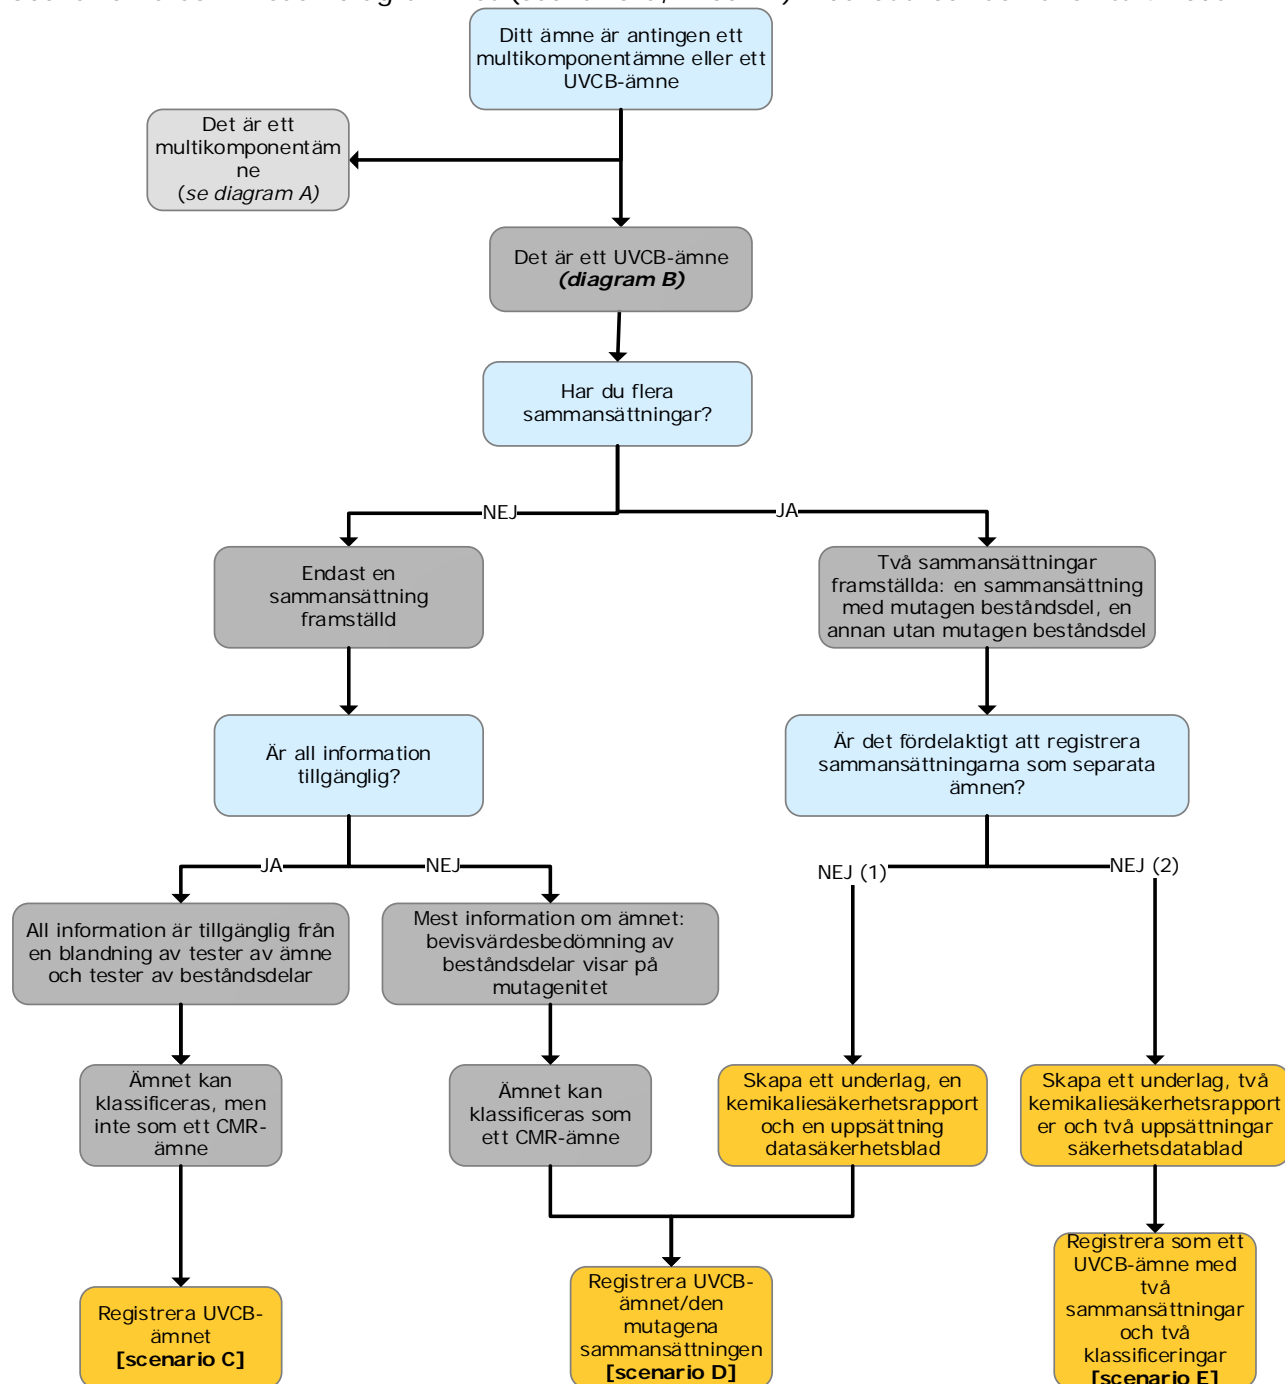 Ditt ämne är antingen ett
multikomponentämne eller ett
UVCB-ämne
Det är ett
multikomponentäm
ne
(se diagram A)
Det är ett UVCB-ämne
(diagram B)
Har du flera
sammansättningar?
NEJ
JA
Endast en
sammansättning
framställd
Två sammansättningar
framställda: en sammansättning
med mutagen beståndsdel, en
annan utan mutagen beståndsdel
Är all information
tillgänglig?
Är det fördelaktigt att registrera
sammansättningarna som separata
ämnen?
JA
NEJ
NEJ (1)
NEJ (2)
All information är tillgänglig från
en blandning av tester av ämne
och tester av beståndsdelar
Mest information om ämnet:
bevisvärdesbedömning av
beståndsdelar visar på
mutagenitet
Ämnet kan
klassificeras, men
inte som ett CMR-
ämne
Ämnet kan
klassificeras som
ett CMR-ämne
Skapa ett underlag, en
kemikaliesäkerhetsrapport
och en uppsättning
datasäkerhetsblad
Skapa ett underlag, två
kemikaliesäkerhetsrapport
er och två uppsättningar
säkerhetsdatablad
Registrera UVCB-
ämnet
[scenario C]
Registrera UVCB-
ämnet/den
mutagena
sammansättningen
[scenario D]
Registrera som ett
UVCB-ämne med
två
sammansättningar
och två
klassificeringar
[scenario E]